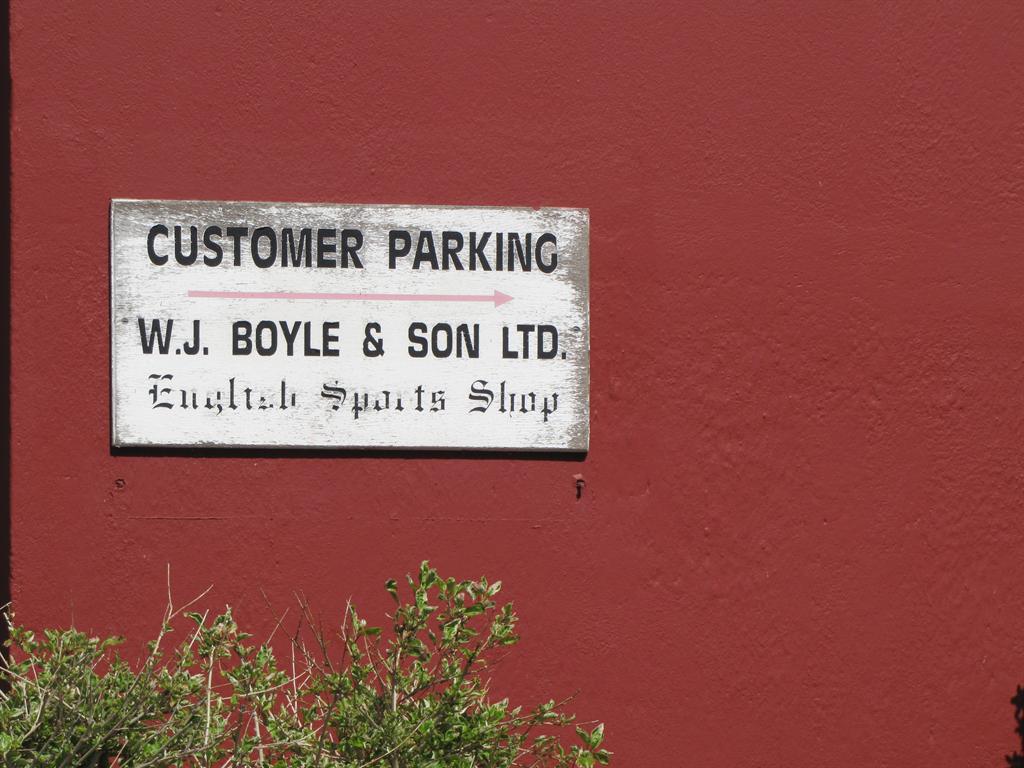 CUSTOMER PARKING
W.J. BOYLE & SON LTD.
English Sports Shop